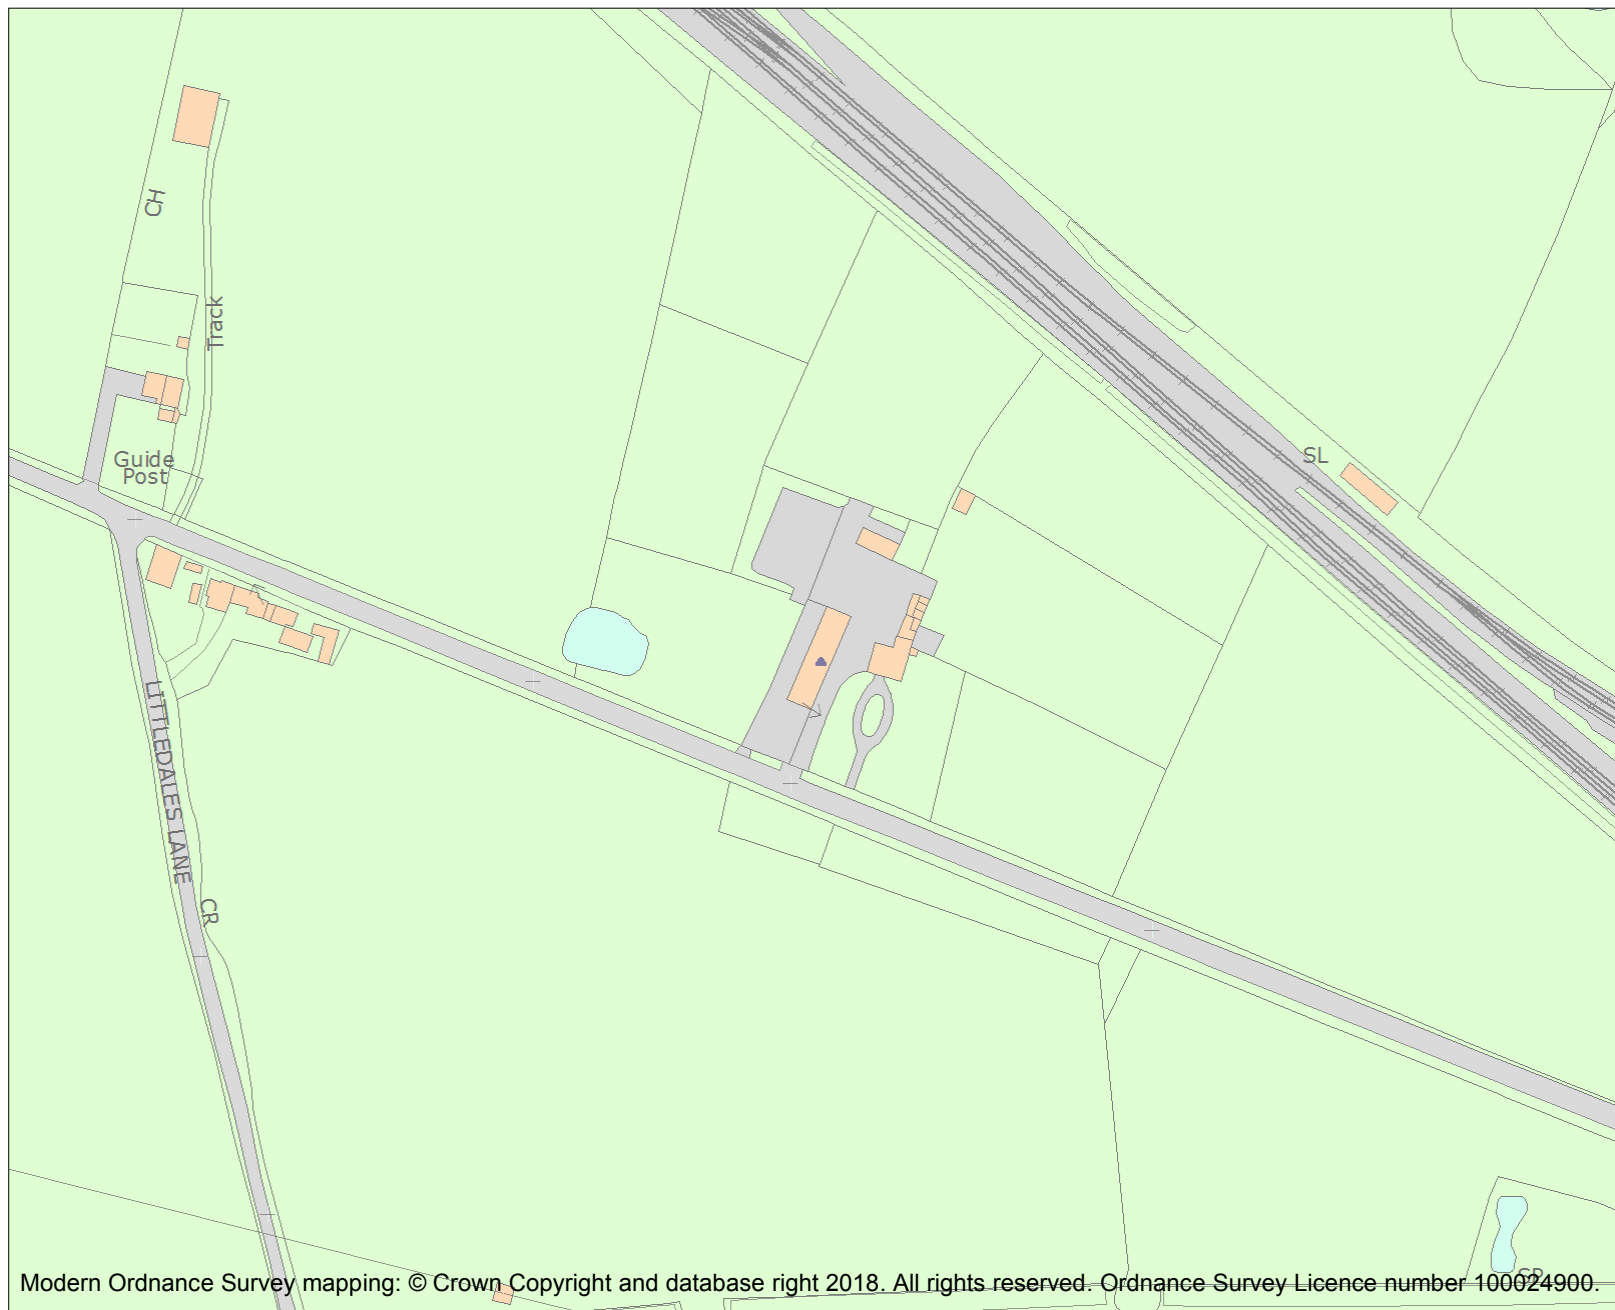 CH
Track
Guide
Post
SL
LITTLEDALES LANE
CR
SP
Modern Ordnance Survey mapping: © Crown Copyright and database right 2018. All rights reserved. Ordnance Survey Licence number 100024900.